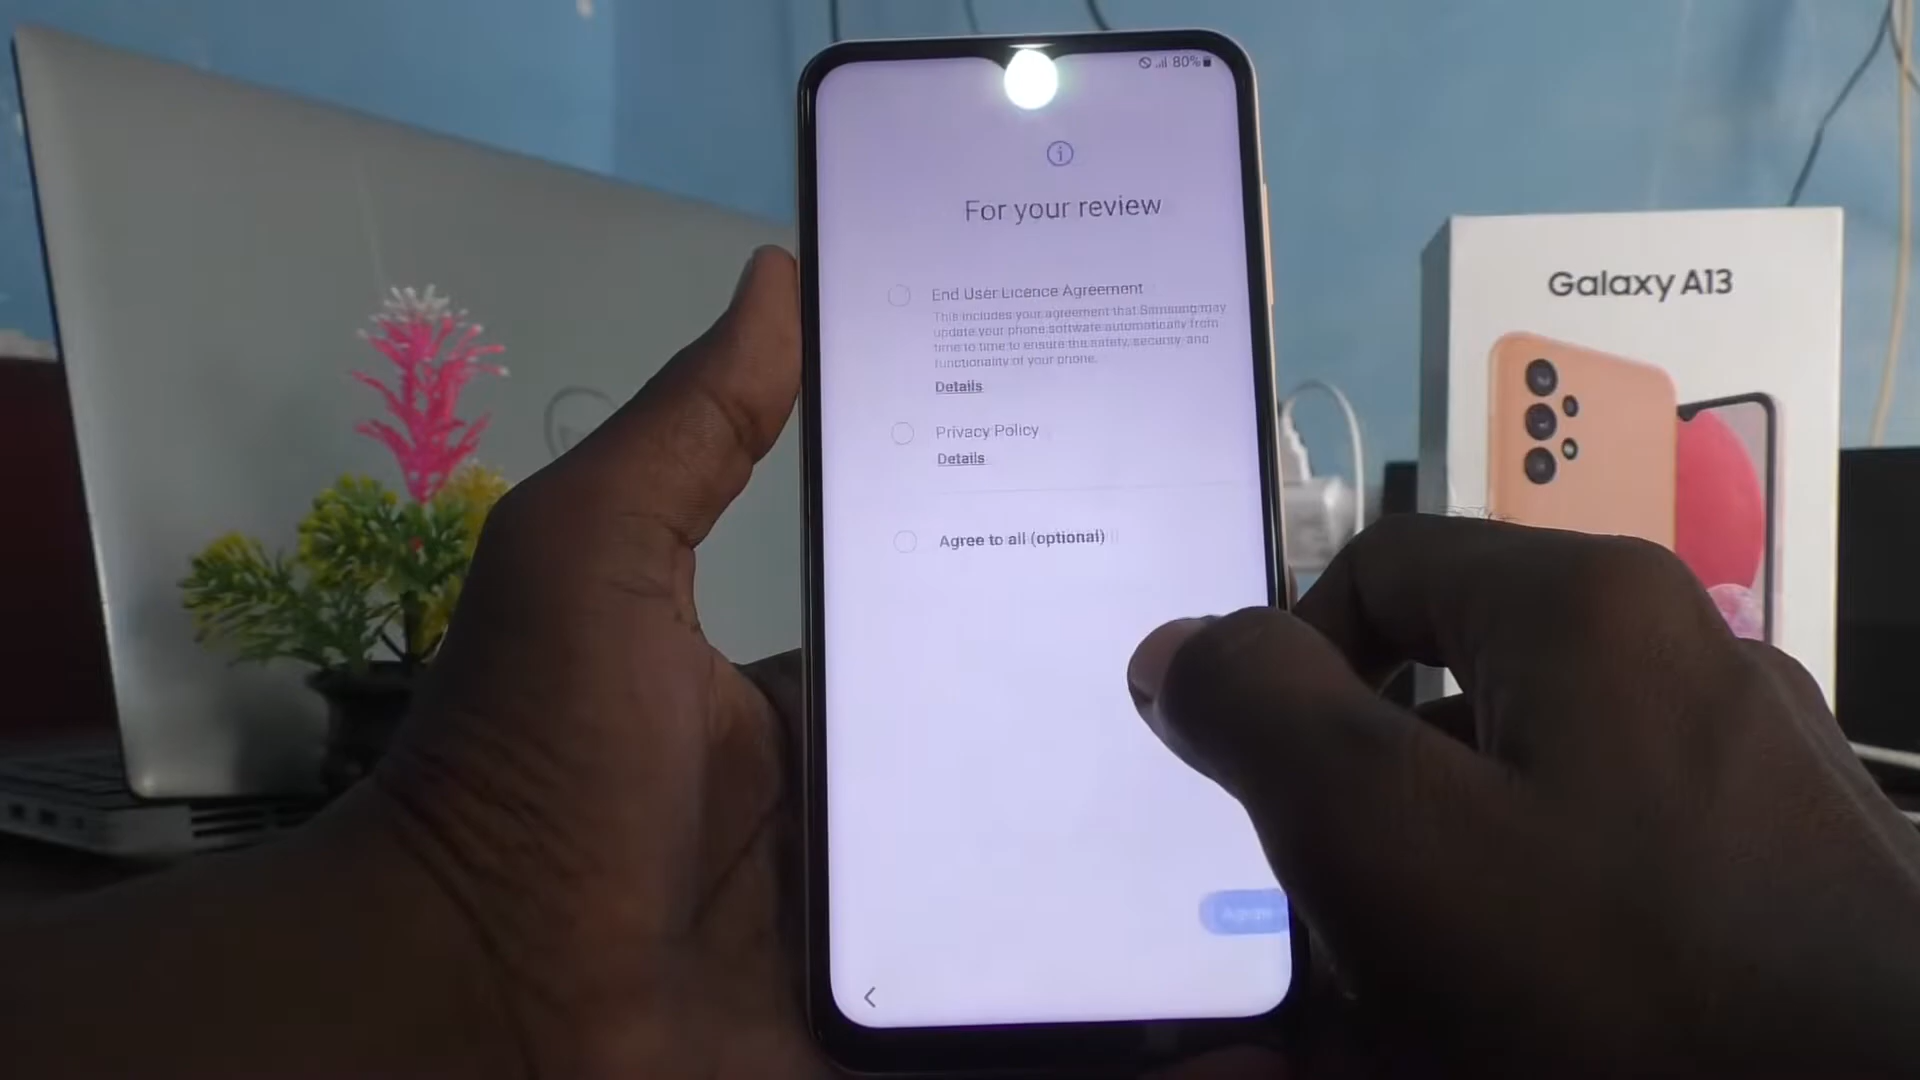 80%
For your review
End User Licence Agreement
This includes your agreement that Samsung may
update your phone software automatically from
time to time to ensure the safety, security, and
functionality of your phone.
Details
Privacy Policy
Details
Agree to all (optional)
Agree
Galaxy A13